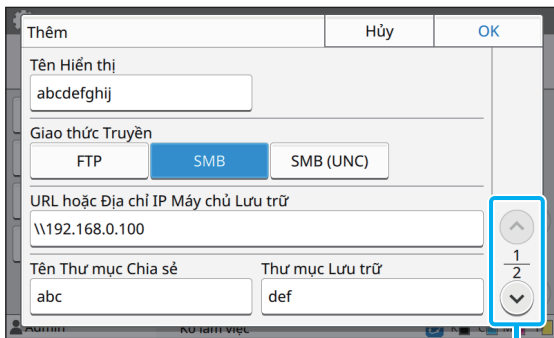 Thêm
Hủy
OK
Tên Hiển thị
abcdefghij
Giao thức Truyền
FTP
SMB
SMB (UNC)
URL hoặc Địa chỉ IP Máy chủ Lưu trữ
\\192.168.0.100
1
2
Tên Thư mục Chia sẻ
Thư mục Lưu trữ
abc
def
Admin